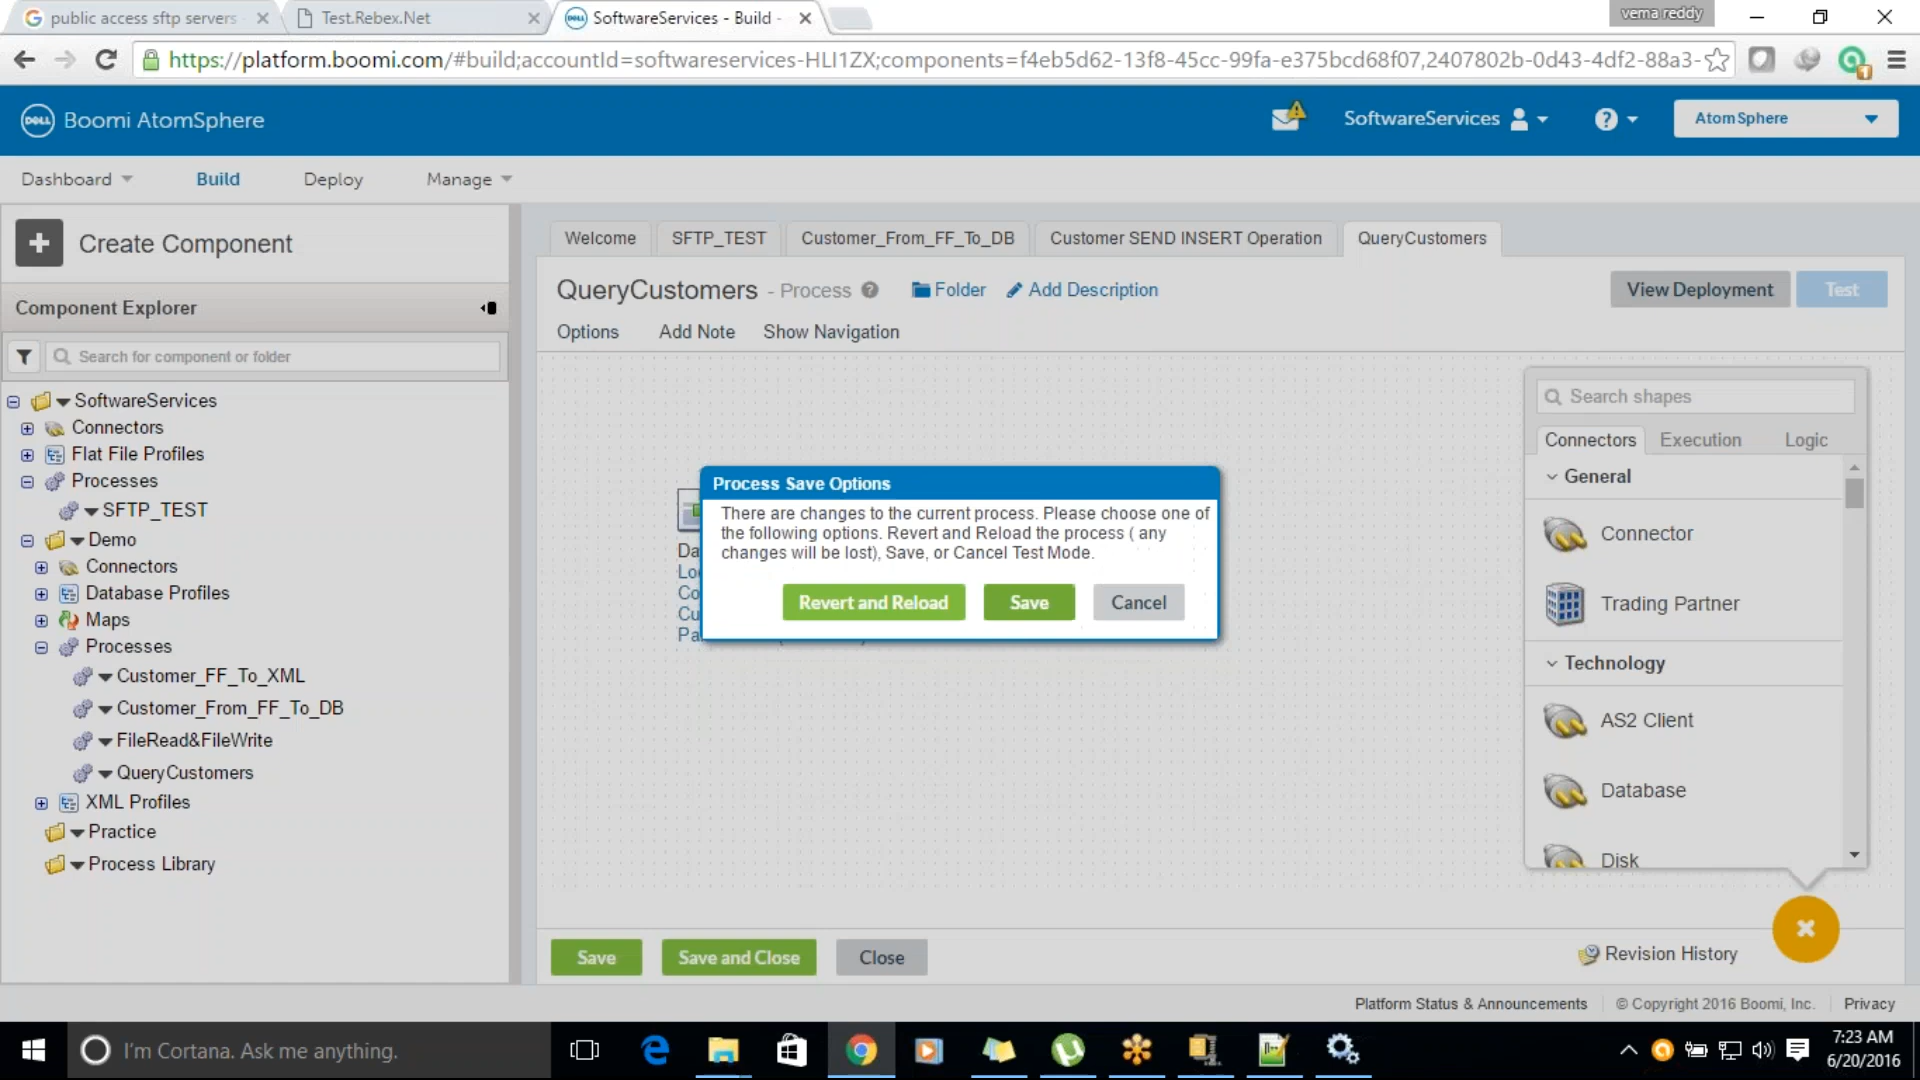 public access sftp servers
Test.Rebex.Net
SoftwareServices - Build -
vema reddy
https://platform.boomi.com/#build;accountId=softwareservices-HLI1ZX;components=f4eb5d62-13f8-45cc-99fa-e375bcd68f07,2407802b-0d43-4df2-88a3-
DELL
Boomi AtomSphere
SoftwareServices
AtomSphere
Dashboard
Build
Deploy
Manage
Create Component
Welcome
SFTP_TEST
Customer_From_FF_To_DB
Customer SEND INSERT Operation
QueryCustomers
QueryCustomers - Process
Folder
Add Description
View Deployment
Test
Component Explorer
Options
Add Note
Show Navigation
Search for component or folder
SoftwareServices
Connectors
Flat File Profiles
Processes
SFTP_TEST
Demo
Connectors
Database Profiles
Maps
Processes
Customer_FF_To_XML
Customer_From_FF_To_DB
FileRead&FileWrite
QueryCustomers
XML Profiles
Practice
Process Library
Process Save Options
There are changes to the current process. Please choose one of
the following options. Revert and Reload the process ( any
changes will be lost), Save, or Cancel Test Mode.
Revert and Reload
Save
Cancel
Da
Lo
Co
Cu
Pa
Search shapes
Connectors
Execution
Logic
General
Connector
Trading Partner
Technology
AS2 Client
Database
Disk
Save
Save and Close
Close
Revision History
Platform Status & Announcements
© Copyright 2016 Boomi, Inc.
Privacy
I'm Cortana. Ask me anything.
7:23 AM
6/20/2016